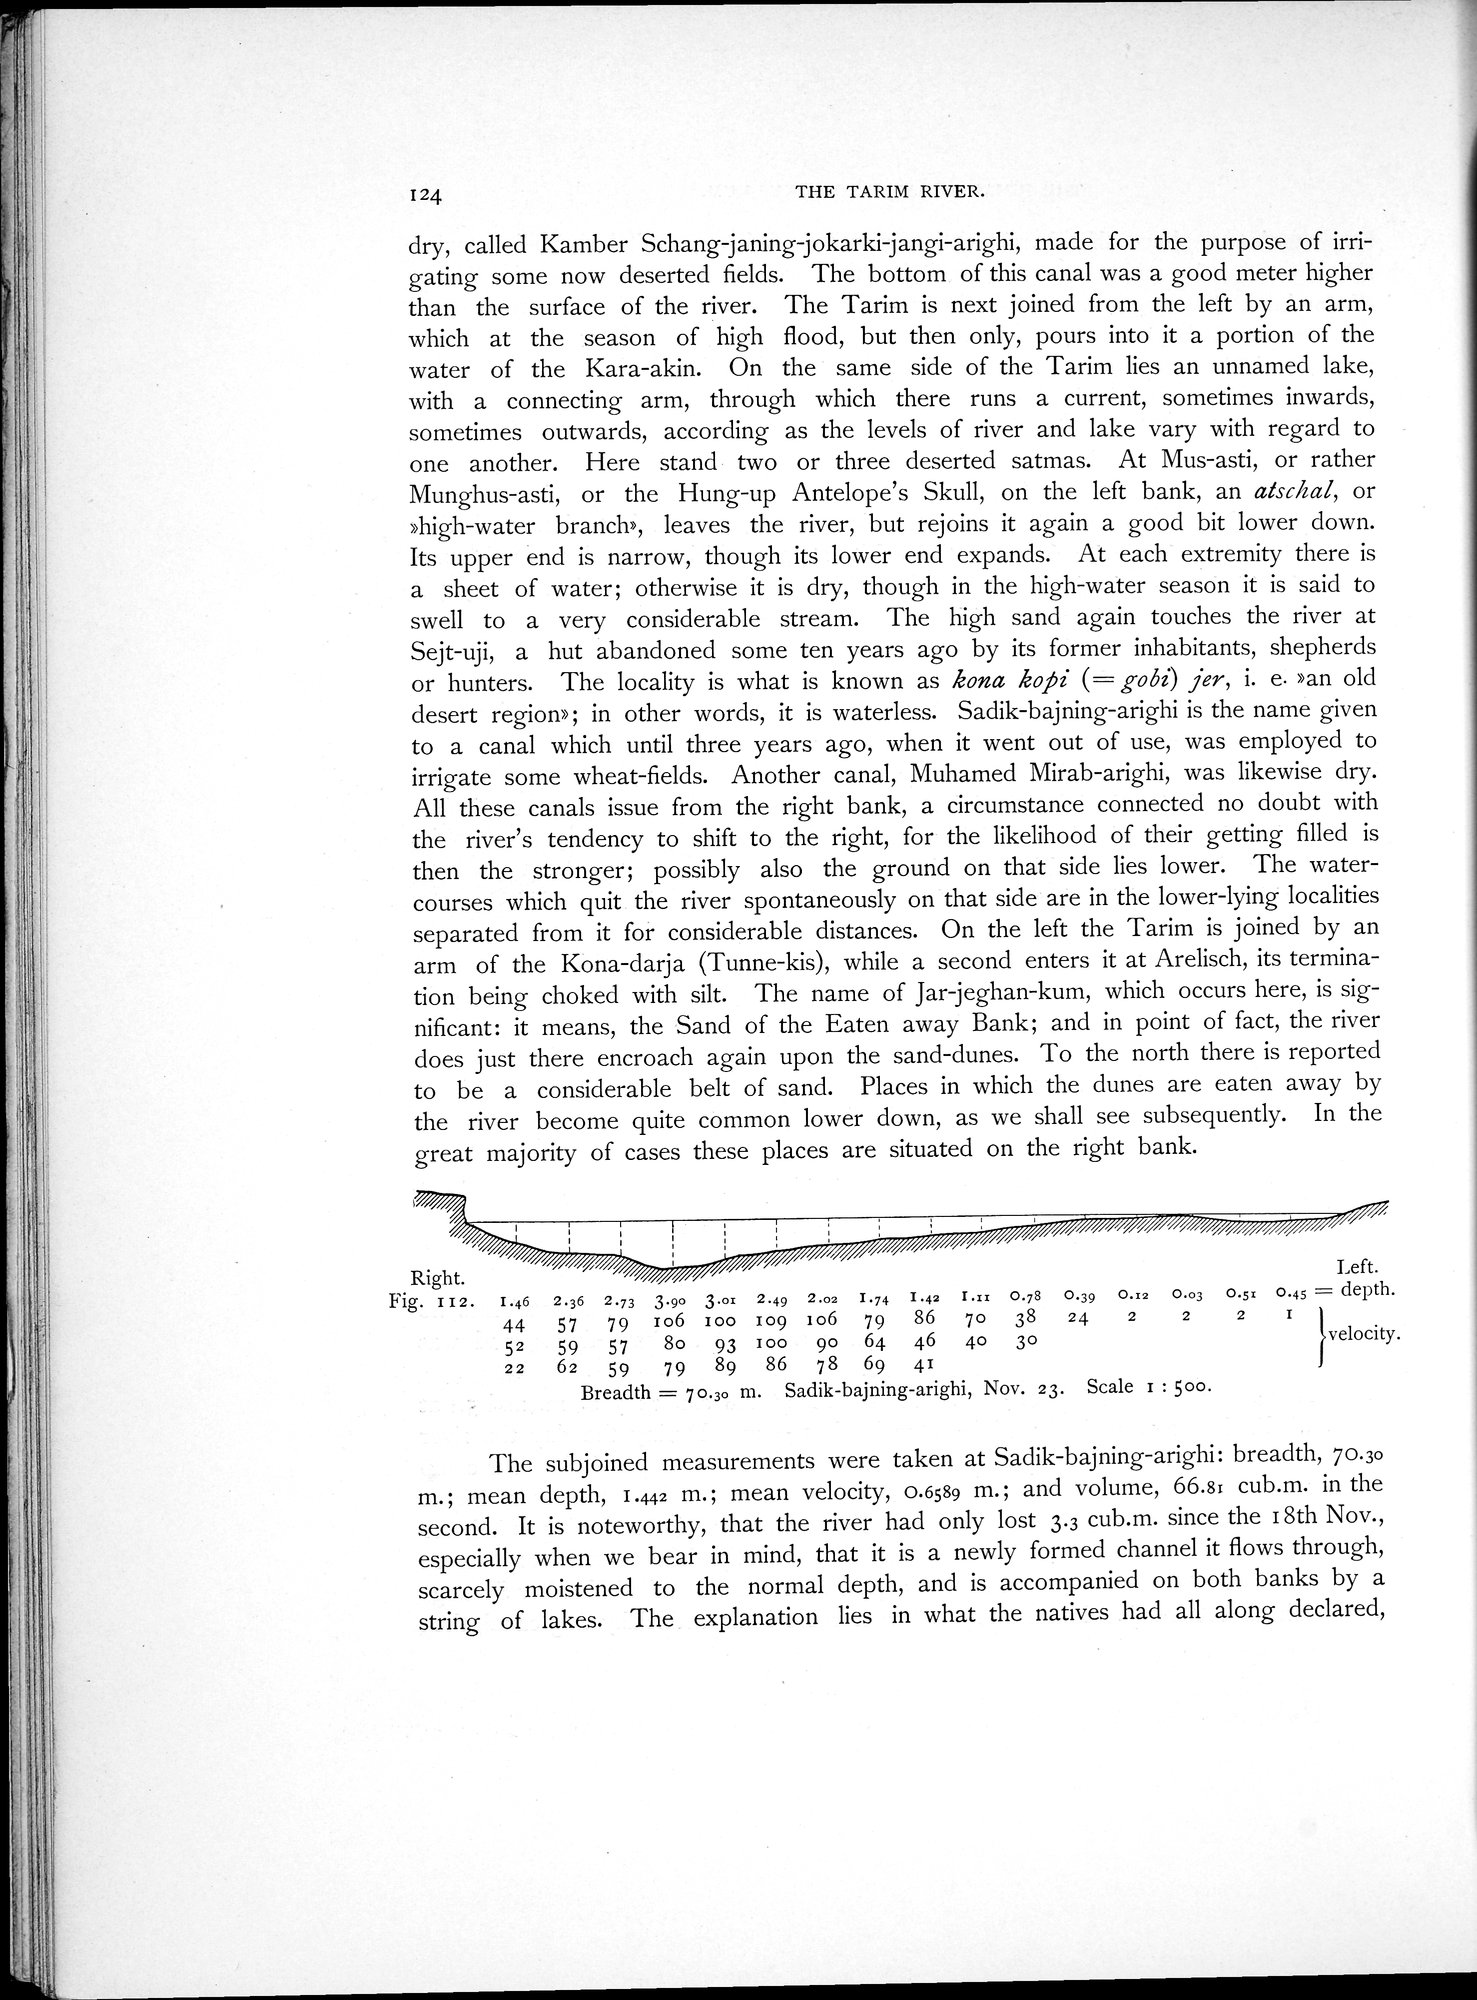 124 THE TARIM RIVER.
dry, called Kamber Schang-janing-jokarki-jangi-arighi, made for the purpose of irri-
gating some now deserted fields. The bottom of this canal was a good meter higher
than the surface of the river. The Tarim is next joined from the left by an arm,
which at the season of high flood, but then only, pours into it a portion of the
water of the Kara-akin. On the same side of the Tarim lies an unnamed lake,
with a connecting arm, through which there runs a current, sometimes inwards,
sometimes outwards, according as the levels of river and lake vary with regard to
one another. Here stand two or three deserted satmas. At Mus-asti, or rather
Munghus-asti, or the Hung-up Antelope's Skull, on the left bank, an atschal, or
»high-water branch», leaves the river, but rejoins it again a good bit lower down.
Its upper end is narrow, though its lower end expands. At each extremity there is
a sheet of water; otherwise it is dry, though in the high-water season it is said to
swell to a very considerable stream. The high sand again touches the river at
Sejt-uji, a hut abandoned some ten years ago by its former inhabitants, shepherds
or hunters. The locality is what is known as kona kopi (= gobi) jer, i. e. »an old
desert region»; in other words, it is waterless. Sadik-bajning-arighi is the name given
to a canal which until three years ago, when it went out of use, was employed to
irrigate some wheat-fields. Another canal, Muhamed Mirab-arighi, was likewise dry.
All these canals issue from the right bank, a circumstance connected no doubt with
the river's tendency to shift to the right, for the likelihood of their getting filled is
then the stronger; possibly also the ground on that side lies lower. The water-
courses which quit the river spontaneously on that side are in the lower-lying localities
separated from it for considerable distances. On the left the Tarim is joined by an
arm of the Kona-darja (Tunne-kis), while a second enters it at Arelisch, its termina-
tion being choked with silt. The name of Jar-jeghan-kum, which occurs here, is sig-
nificant: it means, the Sand of the Eaten away Bank; and in point of fact, the river
does just there encroach again upon the sand-dunes. To the north there is reported
to be a considerable belt of sand. Places in which the dunes are eaten away by
the river become quite common lower down, as we shall see subsequently. In the
great majority of cases these places are situated on the right bank.
Right. Left.
Fig. 112. 1.46 2.36 2.73 3.90 3.01 2.49 2.02 1.74 1.42 1.11 0.78 0.39 0.12 0.03 0.51 0.45 = depth.
44 57 79 106 100 109 106 79 86 70 38 24 2 2 2 1
52 59 57 80 93 100 90 64 46 40 30 velocity.
22 62 59 79 89 86 78 69 41
Breadth = 70.30 m. Sadik-bajning-arighi, Nov. 23. Scale 1 : 500.
The subjoined measurements were taken at Sadik-bajning-arighi: breadth, 70.30
m.; mean depth, 1.442 m.; mean velocity, 0.6589 m.; and volume, 66.81 cub.m. in the
second. It is noteworthy, that the river had only lost 3.3 cub.m. since the 18th Nov.,
especially when we bear in mind, that it is a newly formed channel it flows through,
scarcely moistened to the normal depth, and is accompanied on both banks by a
string of lakes. The explanation lies in what the natives had all along declared,